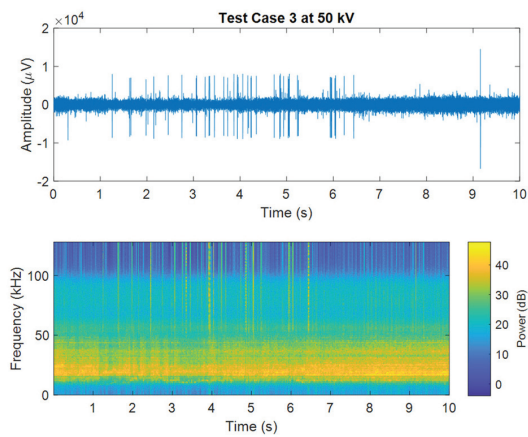 Test Case 3 at 50 kV
×10⁴
2
1
0
-1
-2
Amplitude (μV)
0 1 2 3 4 5 6 7 8 9 10
Time (s)
100
50
0
Frequency (kHz)
1 2 3 4 5 6 7 8 9 10
Time (s)
40
30
20
10
0
Power (dB)